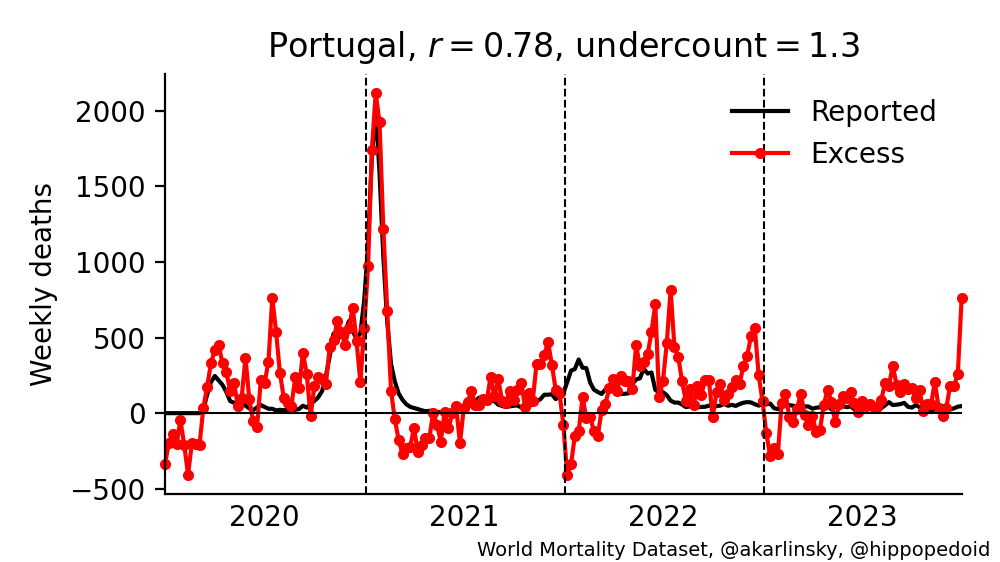 Portugal, r = 0.78, undercount = 1.3
Reported
Excess
Weekly deaths
2000
1500
1000
500
0
−500
2020 2021 2022 2023
World Mortality Dataset, @akarlinsky, @hippopedoid